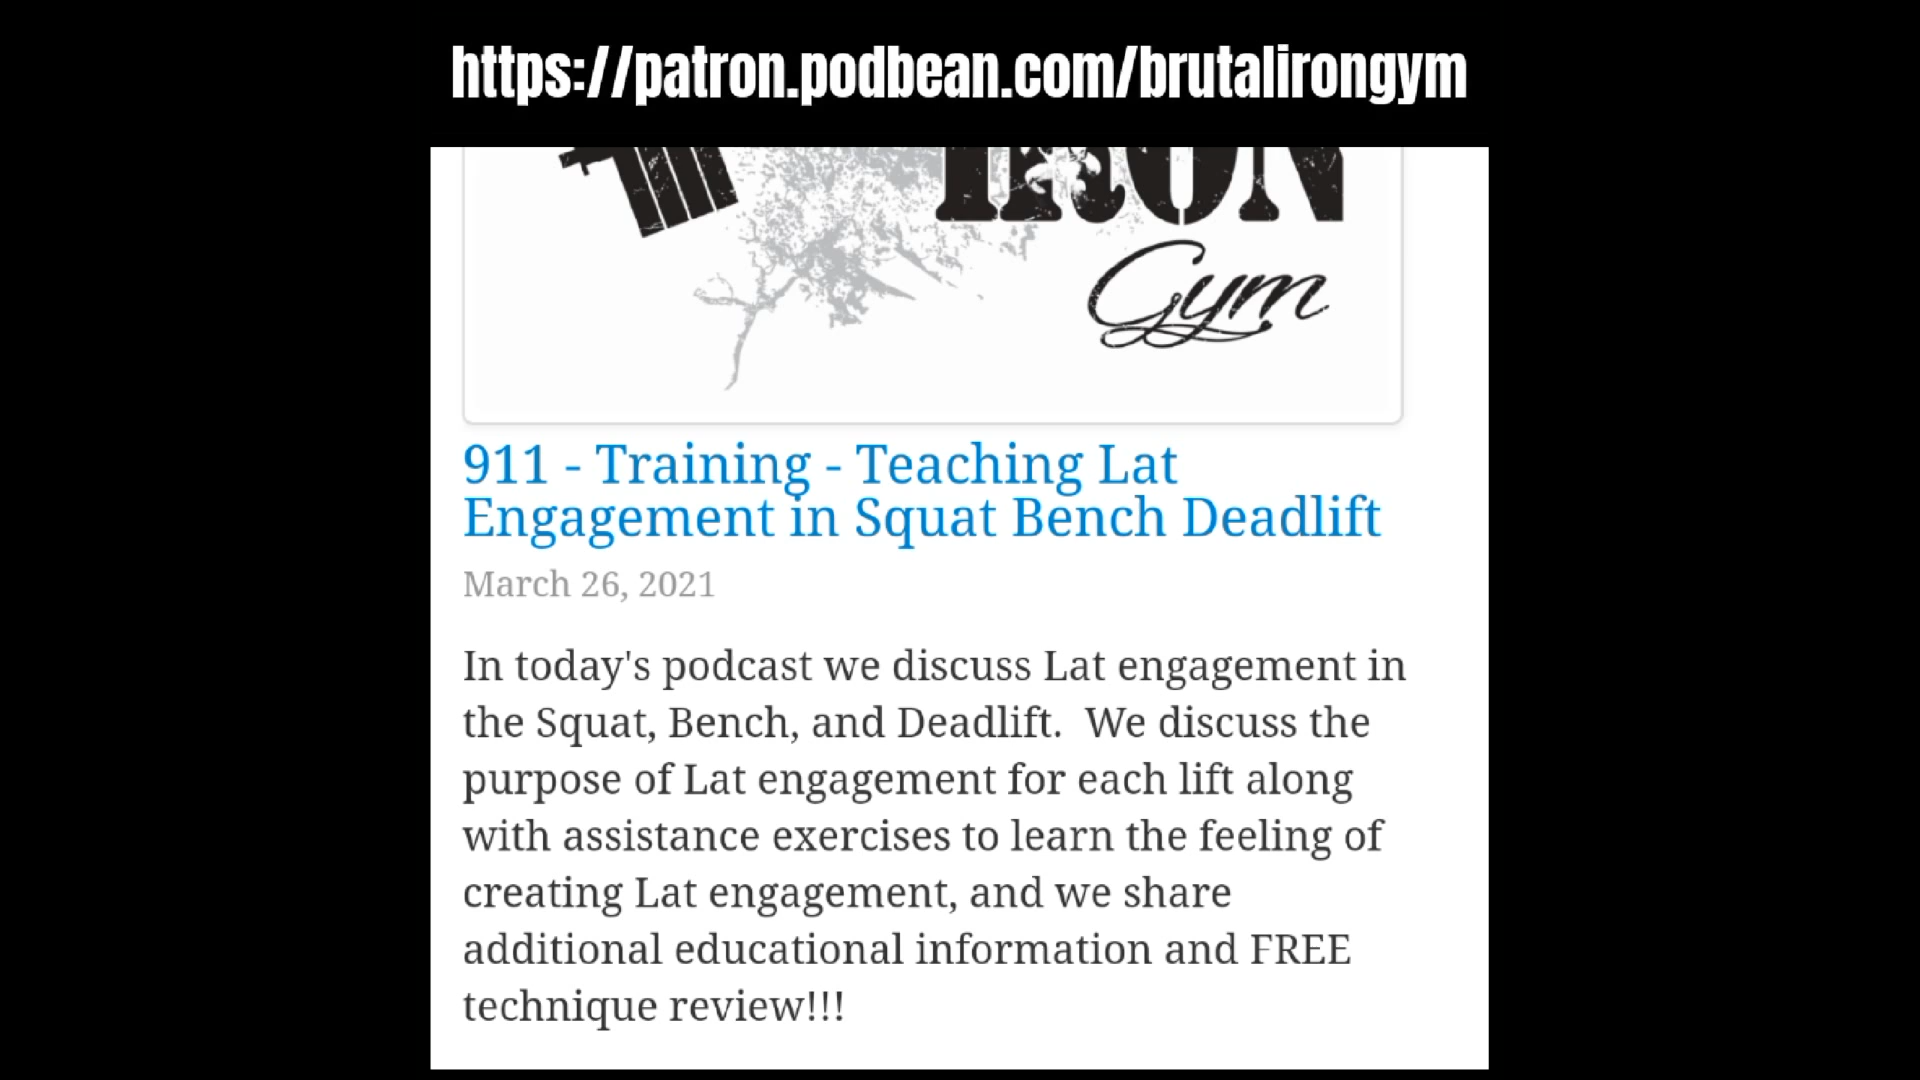 https://patron.podbean.com/brutalirongym
IRON
Gym
911 - Training - Teaching Lat
Engagement in Squat Bench Deadlift
March 26, 2021
In today's podcast we discuss Lat engagement in
the Squat, Bench, and Deadlift.  We discuss the
purpose of Lat engagement for each lift along
with assistance exercises to learn the feeling of
creating Lat engagement, and we share
additional educational information and FREE
technique review!!!